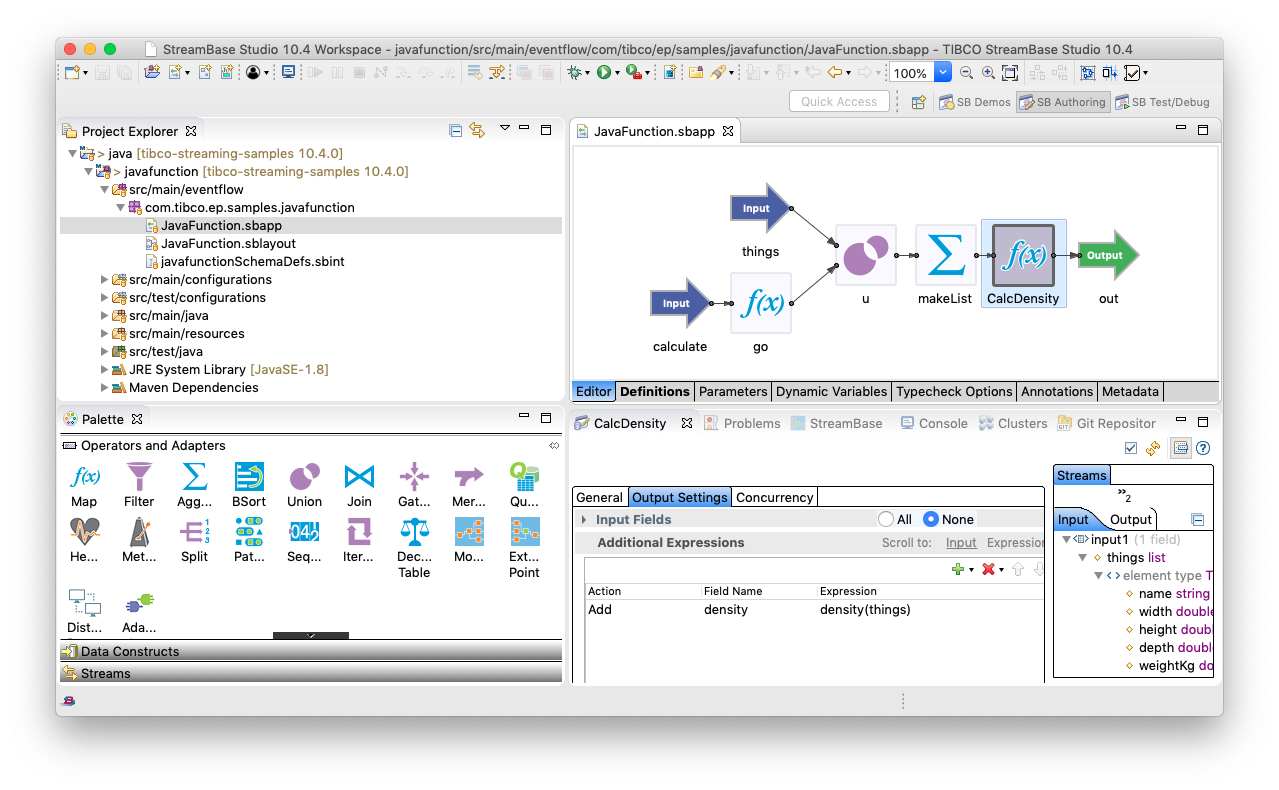 StreamBase Studio 10.4 Workspace - javafunction/src/main/eventflow/com/tibco/ep/samples/javafunction/JavaFunction.sbapp - TIBCO StreamBase Studio 10.4
100%
Quick Access
SB Demos
SB Authoring
SB Test/Debug
Project Explorer
> java [tibco-streaming-samples 10.4.0]
> javafunction [tibco-streaming-samples 10.4.0]
src/main/eventflow
com.tibco.ep.samples.javafunction
JavaFunction.sbapp
JavaFunction.sblayout
javafunctionSchemaDefs.sbint
src/main/configurations
src/test/configurations
src/main/java
src/main/resources
src/test/java
JRE System Library [JavaSE-1.8]
Maven Dependencies
JavaFunction.sbapp
Input
things
Input
calculate
f(x)
go
u
Σ
makeList
f(x)
CalcDensity
Output
out
Editor Definitions Parameters Dynamic Variables Typecheck Options Annotations Metadata
Palette
Operators and Adapters
f(x) Σ Q
Map Filter Agg... BSort Union Join Gat... Mer... Qu...
1 2 3 042
He... Met... Split Pat... Seq... Iter... Dec... Table Mo... Ext... Point
Dist... Ada...
Data Constructs
Streams
CalcDensity Problems StreamBase Console Clusters Git Repositor
General Output Settings Concurrency
Input Fields All None
Additional Expressions Scroll to: Input Expression
Action Field Name Expression
Add density density(things)
Streams
»2
Input Output
input1 (1 field)
things list
element type T
name string
width double
height doubl
depth double
weightKg do